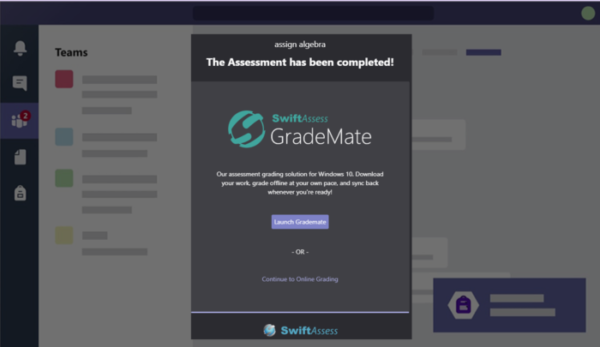 Teams
2
assign algebra
The Assessment has been completed!
SwiftAssess
GradeMate
Our assessment grading solution for Windows 10. Download
your work, grade offline at your own pace, and sync back
whenever you're ready!
Launch Grademate
- OR -
Continue to Online Grading
SwiftAssess